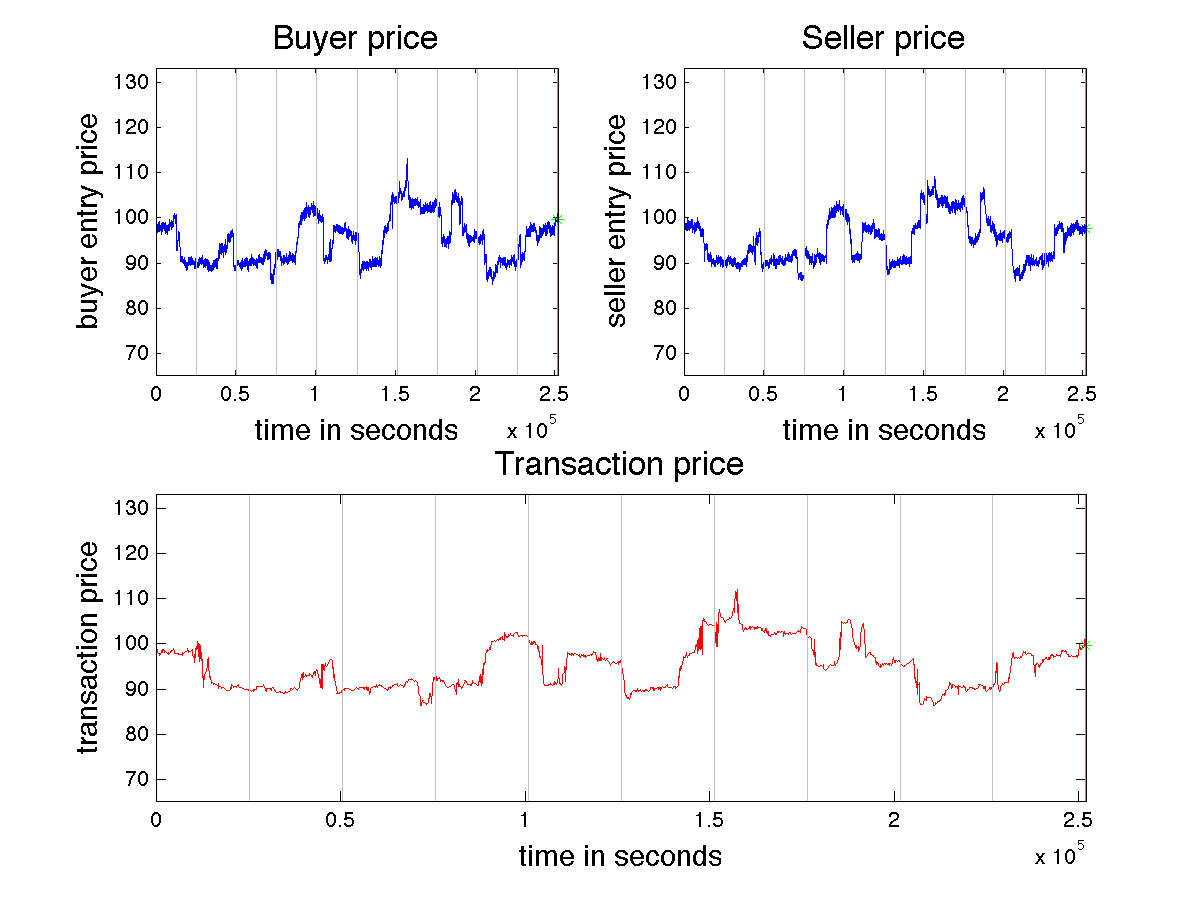 Buyer price
buyer entry price
130
120
110
100
90
80
70
0 0.5 1 1.5 2 2.5
x 10^5
time in seconds
Seller price
seller entry price
130
120
110
100
90
80
70
0 0.5 1 1.5 2 2.5
x 10^5
time in seconds
Transaction price
transaction price
130
120
110
100
90
80
70
0 0.5 1 1.5 2 2.5
x 10^5
time in seconds